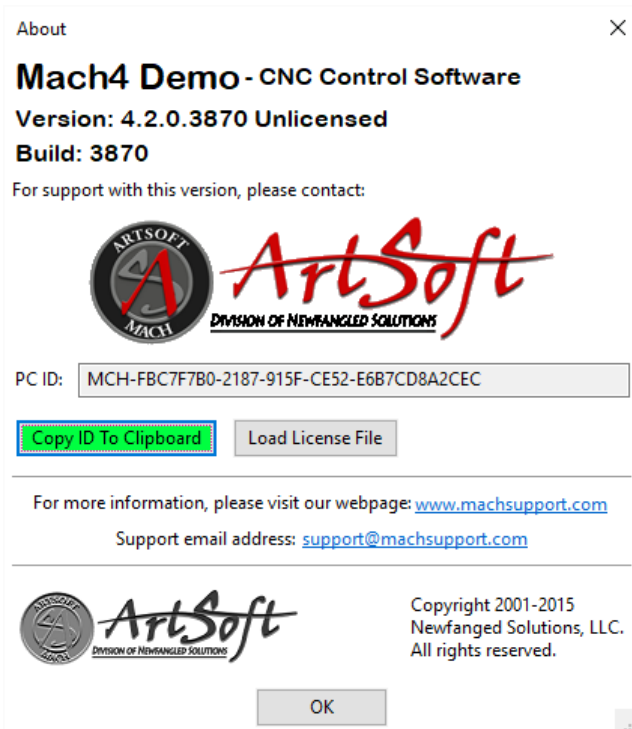 About
Mach4 Demo - CNC Control Software
Version: 4.2.0.3870 Unlicensed
Build: 3870
For support with this version, please contact:
ARTSOFT
MACH
ArtSoft
DIVISION OF NEWFANGLED SOLUTIONS
PC ID: MCH-FBC7F7B0-2187-915F-CE52-E6B7CD8A2CEC
Copy ID To Clipboard Load License File
For more information, please visit our webpage: www.machsupport.com
Support email address: support@machsupport.com
ARTSOFT
MACH
ArtSoft
DIVISION OF NEWFANGLED SOLUTIONS
Copyright 2001-2015
Newfanged Solutions, LLC.
All rights reserved.
OK